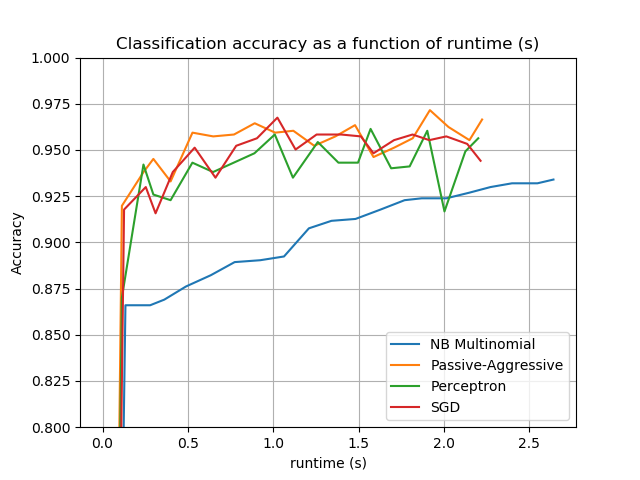 Classification accuracy as a function of runtime (s)
1.000
0.975
0.950
0.925
0.900
0.875
0.850
0.825
0.800
Accuracy
NB Multinomial
Passive-Aggressive
Perceptron
SGD
0.0 0.5 1.0 1.5 2.0 2.5
runtime (s)